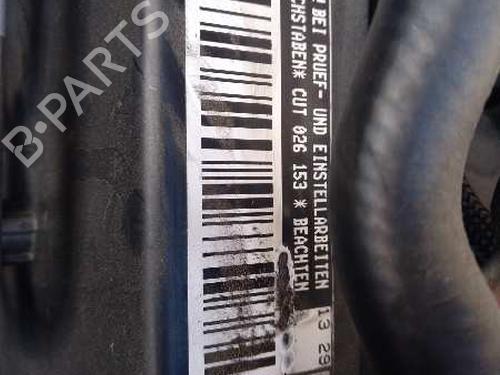 ! BEI PRUEF- UND EINSTELLARBEITEN
CHSTABEN* CUT 026 153 * BEACHTEN
13 29
B-PARTS